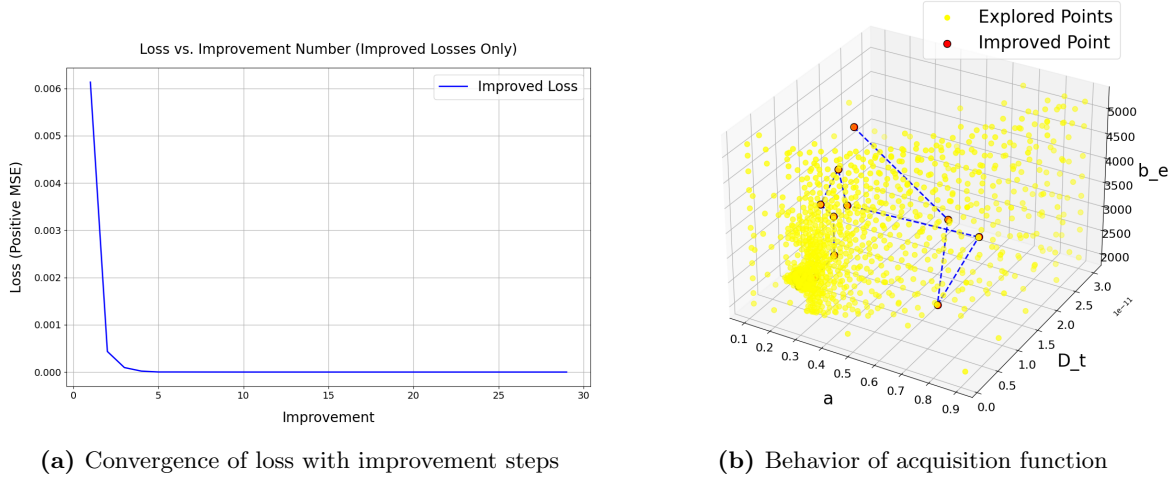 Loss vs. Improvement Number (Improved Losses Only)
Improved Loss
0.006
0.005
0.004
0.003
0.002
0.001
0.000
Loss (Positive MSE)
0 5 10 15 20 25 30
Improvement
(a) Convergence of loss with improvement steps
Explored Points
Improved Point
5000
4500
4000
3500
3000
2500
2000
b_e
3.0
2.5
2.0
1.5
1.0
0.5
0.0
1e-11
D_t
0.1 0.2 0.3 0.4 0.5 0.6 0.7 0.8 0.9
a
(b) Behavior of acquisition function